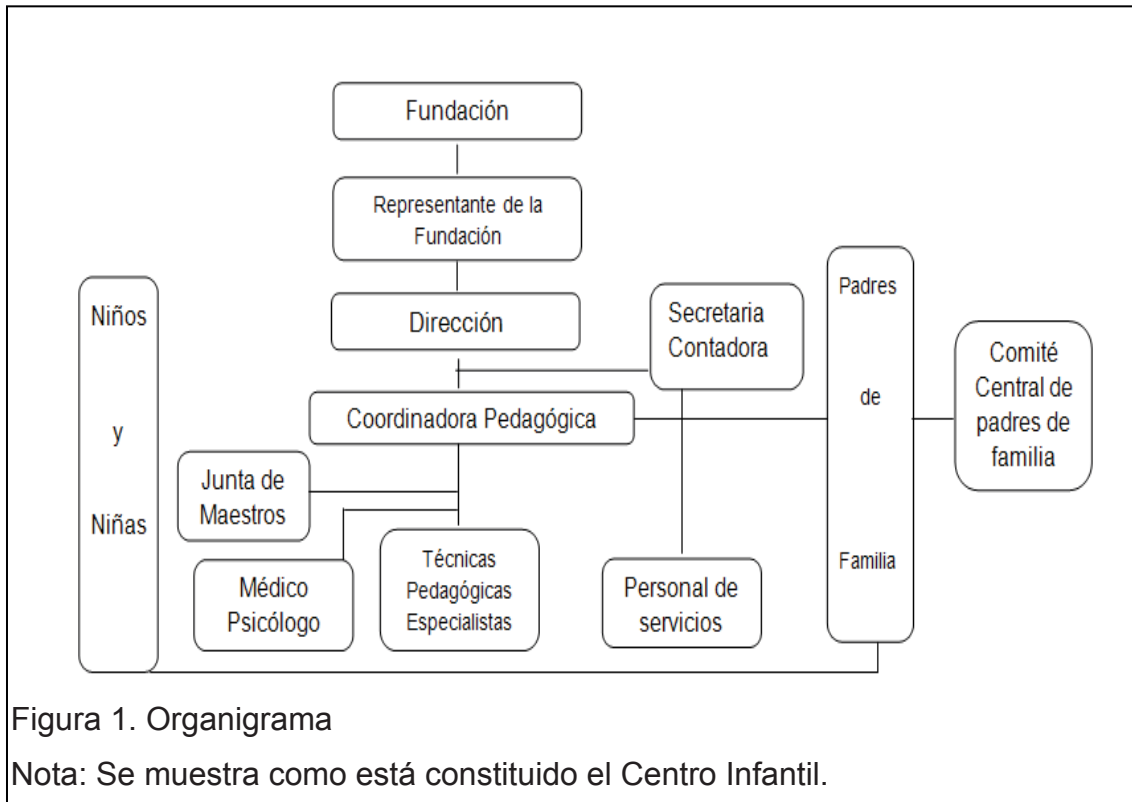 Fundación
Representante de la
Fundación
Dirección
Secretaria
Contadora
Coordinadora Pedagógica
Niños
y
Niñas
Junta de
Maestros
Médico
Psicólogo
Técnicas
Pedagógicas
Especialistas
Personal de
servicios
Padres
de
Familia
Comité
Central de
padres de
familia
Figura 1. Organigrama
Nota: Se muestra como está constituido el Centro Infantil.